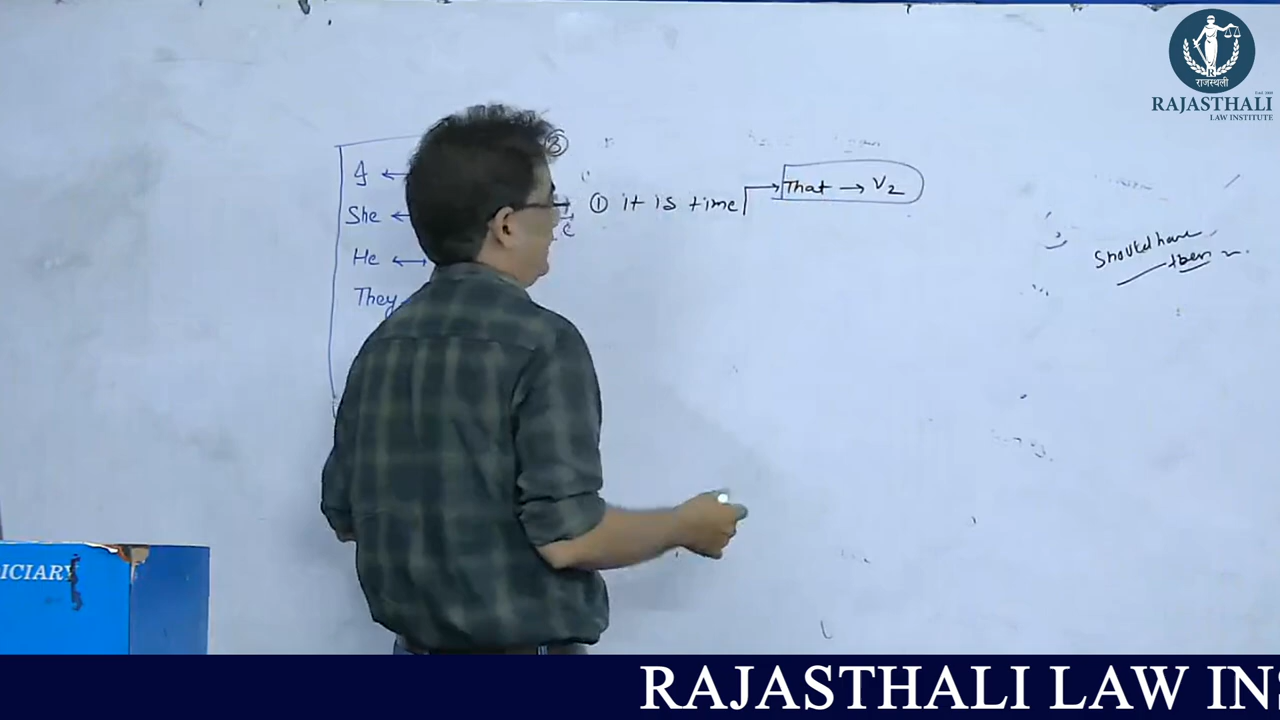 राजस्थली
RAJASTHALI
LAW INSTITUTE
I ←
③
She ←
① it is time
That → V2
He ←
They
Should have
been
ICIARY
RAJASTHALI LAW INS